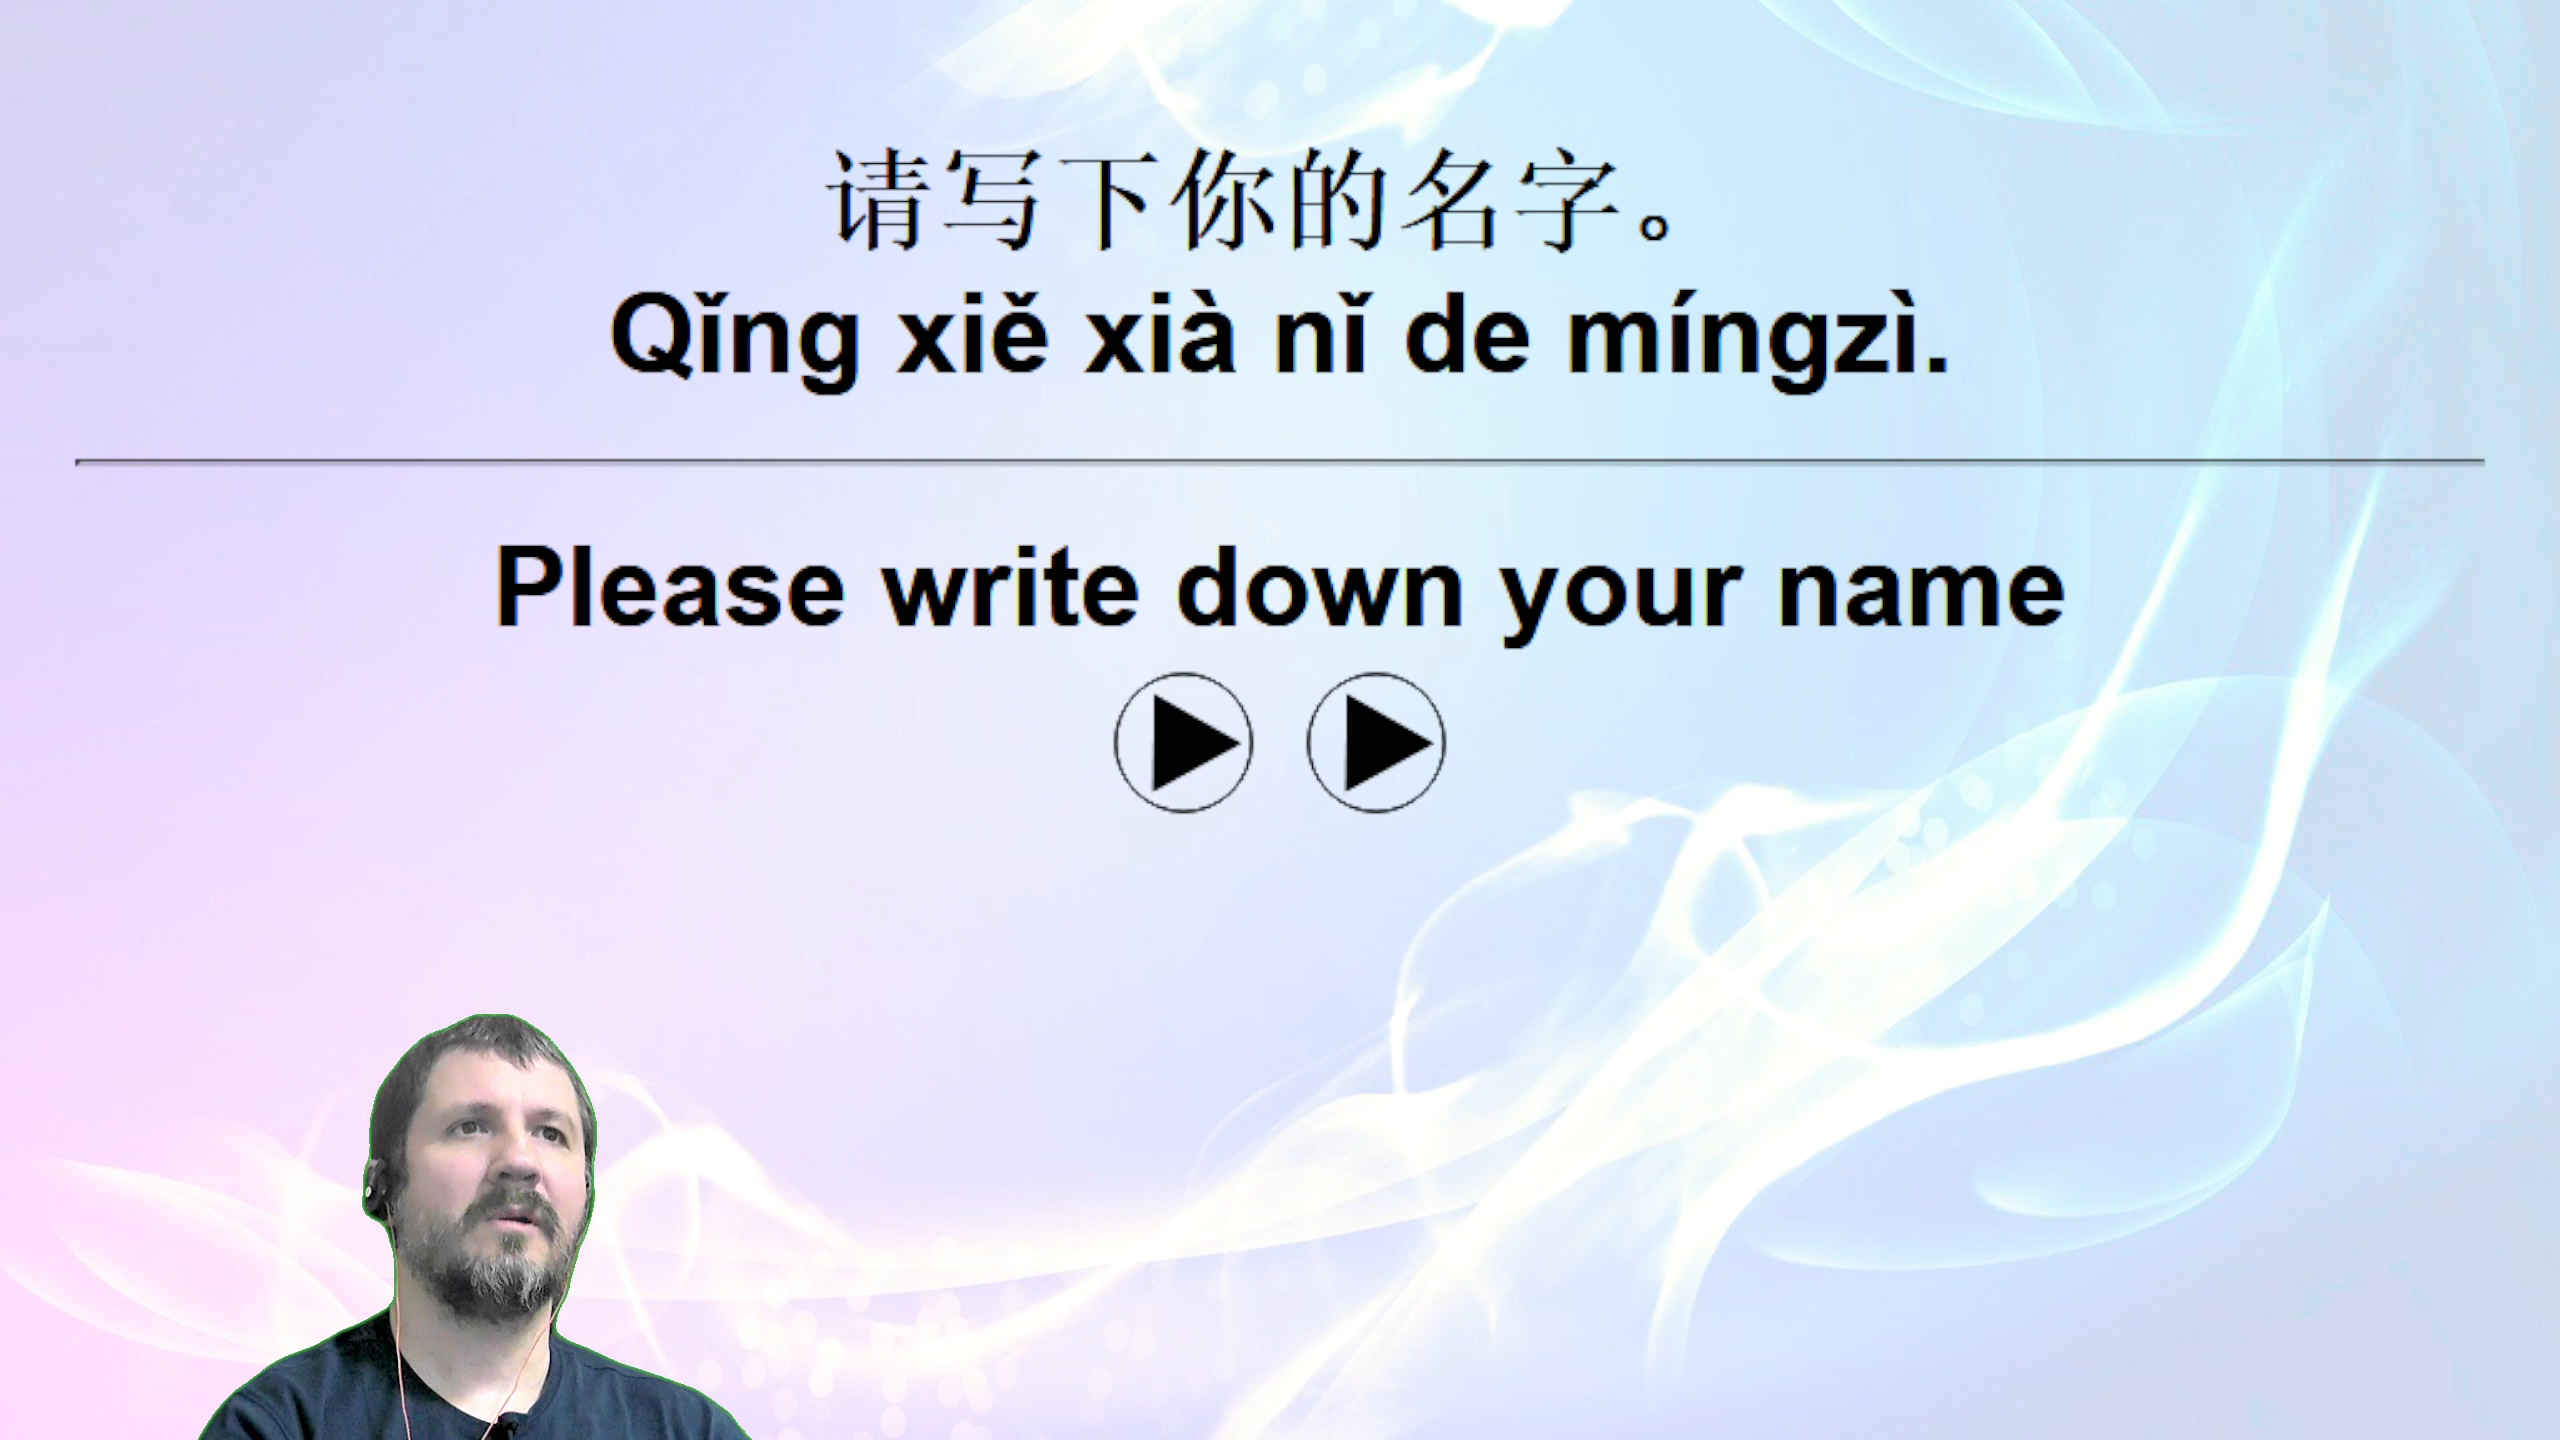 请写下你的名字。
Qǐng xiě xià nǐ de míngzì.
Please write down your name